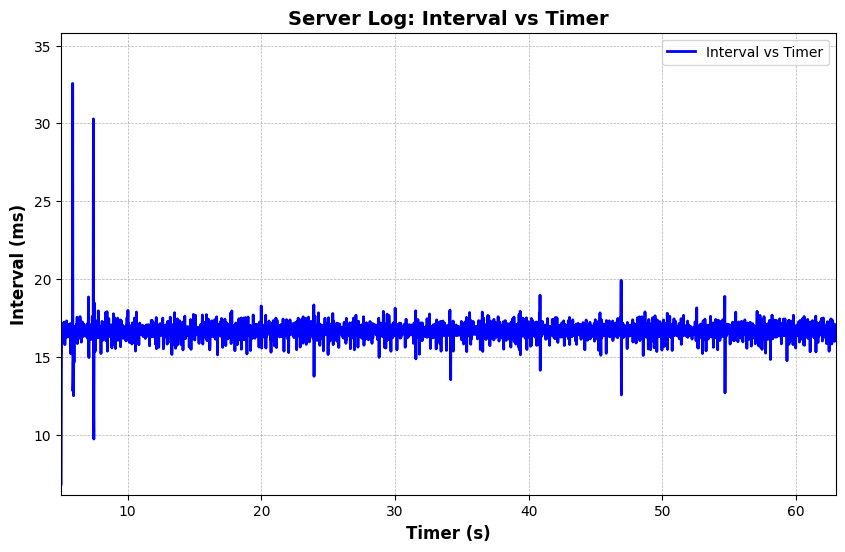 Server Log: Interval vs Timer
Interval vs Timer
35
30
25
20
15
10
Interval (ms)
10 20 30 40 50 60
Timer (s)